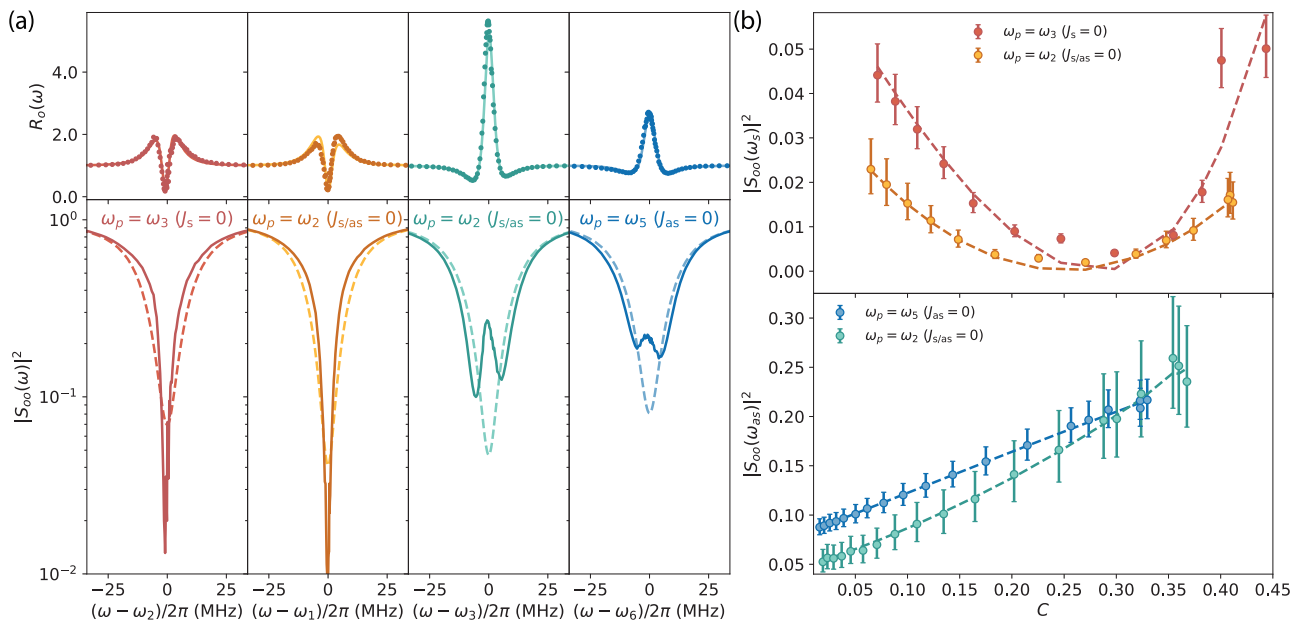 (a)
R_o(ω)
4.0
2.0
0.0
|S_oo(ω)|²
10⁰
10⁻¹
10⁻²
ω_p = ω_3 (J_s = 0)
ω_p = ω_2 (J_s/as = 0)
ω_p = ω_2 (J_s/as = 0)
ω_p = ω_5 (J_as = 0)
−25 0 25
−25 0 25
−25 0 25
−25 0 25
(ω − ω_2)/2π (MHz)
(ω − ω_1)/2π (MHz)
(ω − ω_3)/2π (MHz)
(ω − ω_6)/2π (MHz)
(b)
|S_oo(ω_s)|²
0.05
0.04
0.03
0.02
0.01
0.00
ω_p = ω_3 (J_s = 0)
ω_p = ω_2 (J_s/as = 0)
|S_oo(ω_as)|²
0.30
0.25
0.20
0.15
0.10
0.05
ω_p = ω_5 (J_as = 0)
ω_p = ω_2 (J_s/as = 0)
0.05 0.10 0.15 0.20 0.25 0.30 0.35 0.40 0.45
C